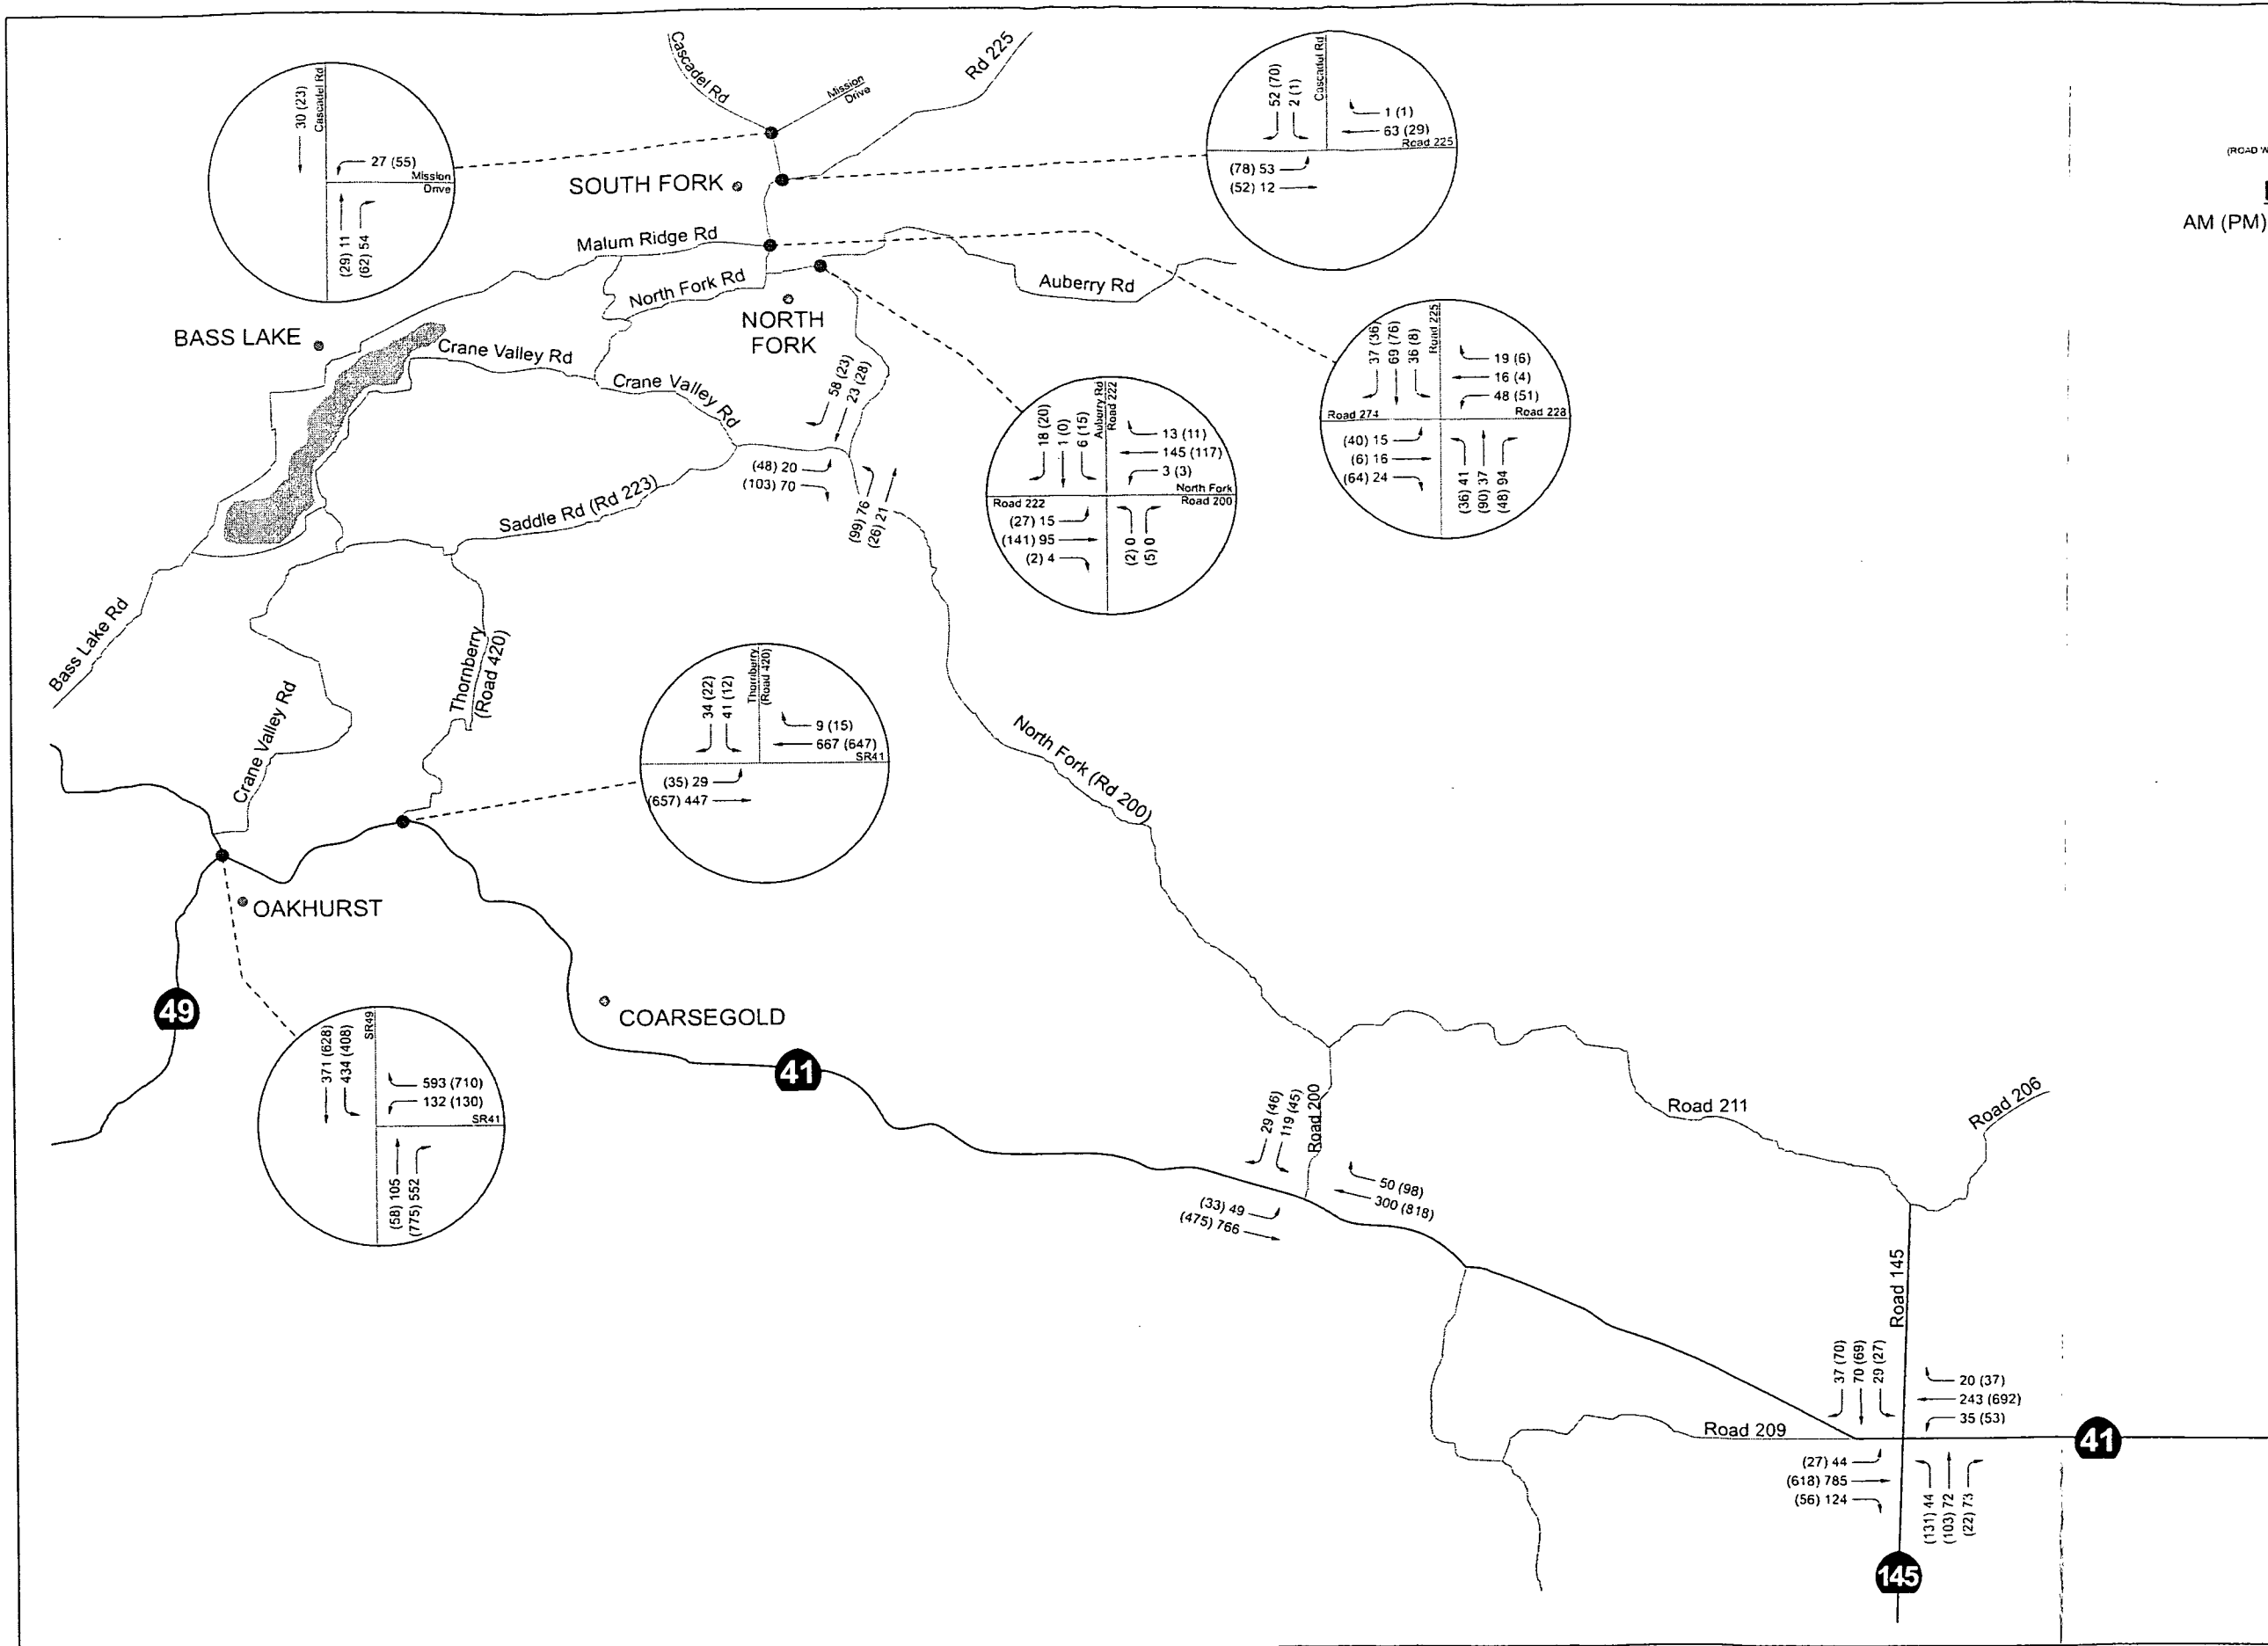 Cascadel Rd
Mission
Drive
Rd 225
30 (23)
Cascadel Rd
27 (55)
Mission
Drive
(29) 11
(62) 54
52 (70)
2 (1)
Cascadel Rd
1 (1)
63 (29)
Road 225
(78) 53
(52) 12
(ROAD W
AM (PM)
SOUTH FORK
Malum Ridge Rd
North Fork Rd
Auberry Rd
NORTH
FORK
BASS LAKE
Crane Valley Rd
Crane Valley Rd
58 (23)
23 (28)
(48) 20
(103) 70
(99) 76
(26) 21
Saddle Rd (Rd 223)
37 (36)
69 (76)
36 (8)
Road 225
19 (6)
16 (4)
48 (51)
Road 274
Road 228
(40) 15
(6) 16
(64) 24
(36) 41
(90) 37
(48) 94
18 (20)
1 (0)
6 (15)
Auberry Rd
Road 222
13 (11)
145 (117)
3 (3)
North Fork
Road 200
Road 222
(27) 15
(141) 95
(2) 4
(2) 0
(5) 0
Bass Lake Rd
Thornberry
(Road 420)
Crane Valley Rd
34 (22)
41 (12)
Thornberry
(Road 420)
9 (15)
667 (647)
SR41
(35) 29
(657) 447
North Fork (Rd 200)
OAKHURST
49
COARSEGOLD
41
371 (628)
434 (408)
SR49
593 (710)
132 (130)
SR41
(58) 105
(775) 552
29 (46)
119 (45)
Road 200
50 (98)
300 (818)
(33) 49
(475) 766
Road 211
Road 206
Road 145
37 (70)
70 (69)
29 (27)
20 (37)
243 (692)
35 (53)
Road 209
41
(27) 44
(618) 785
(56) 124
(131) 44
(103) 72
(22) 73
145